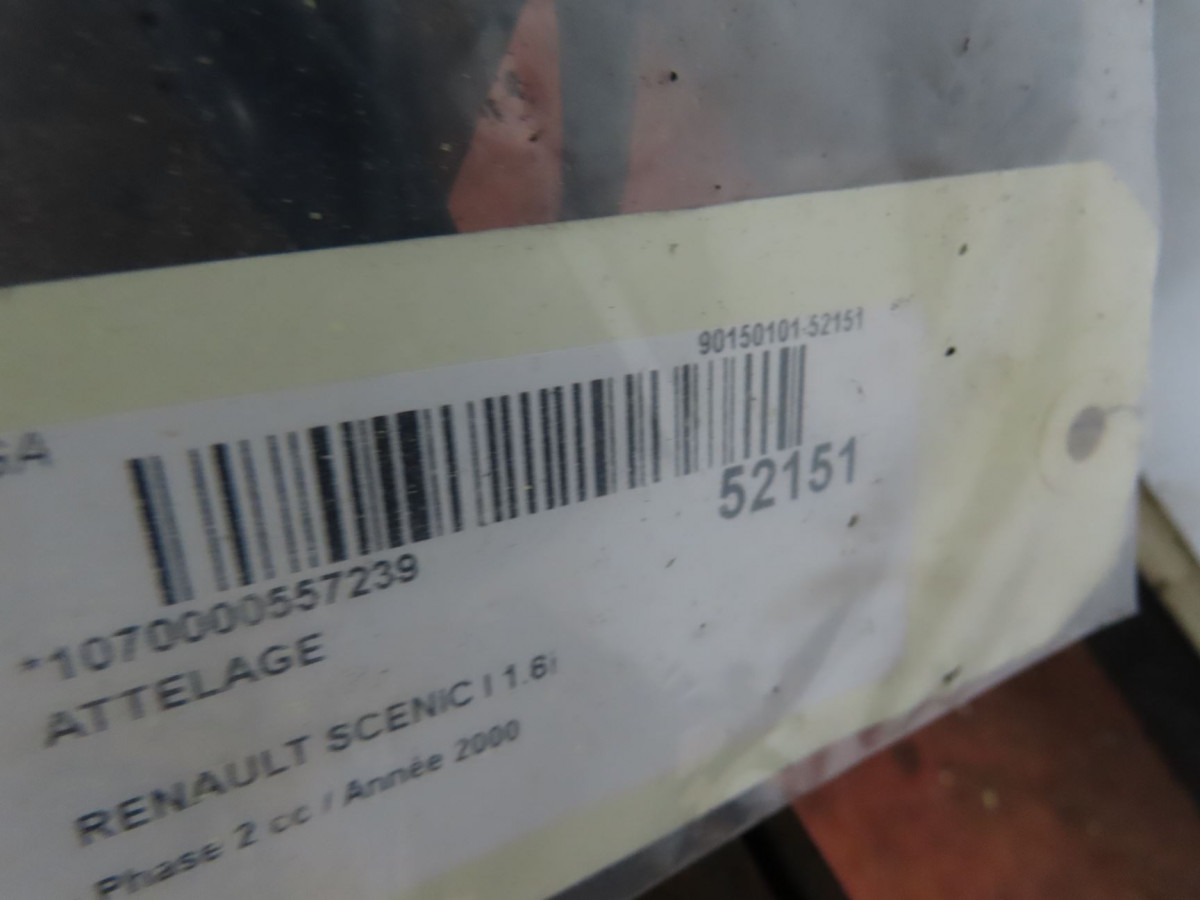 90150101-52151
52151
*1070000557239
ATTELAGE
RENAULT SCENIC I 1.6i
Phase 2 cc / Année 2000